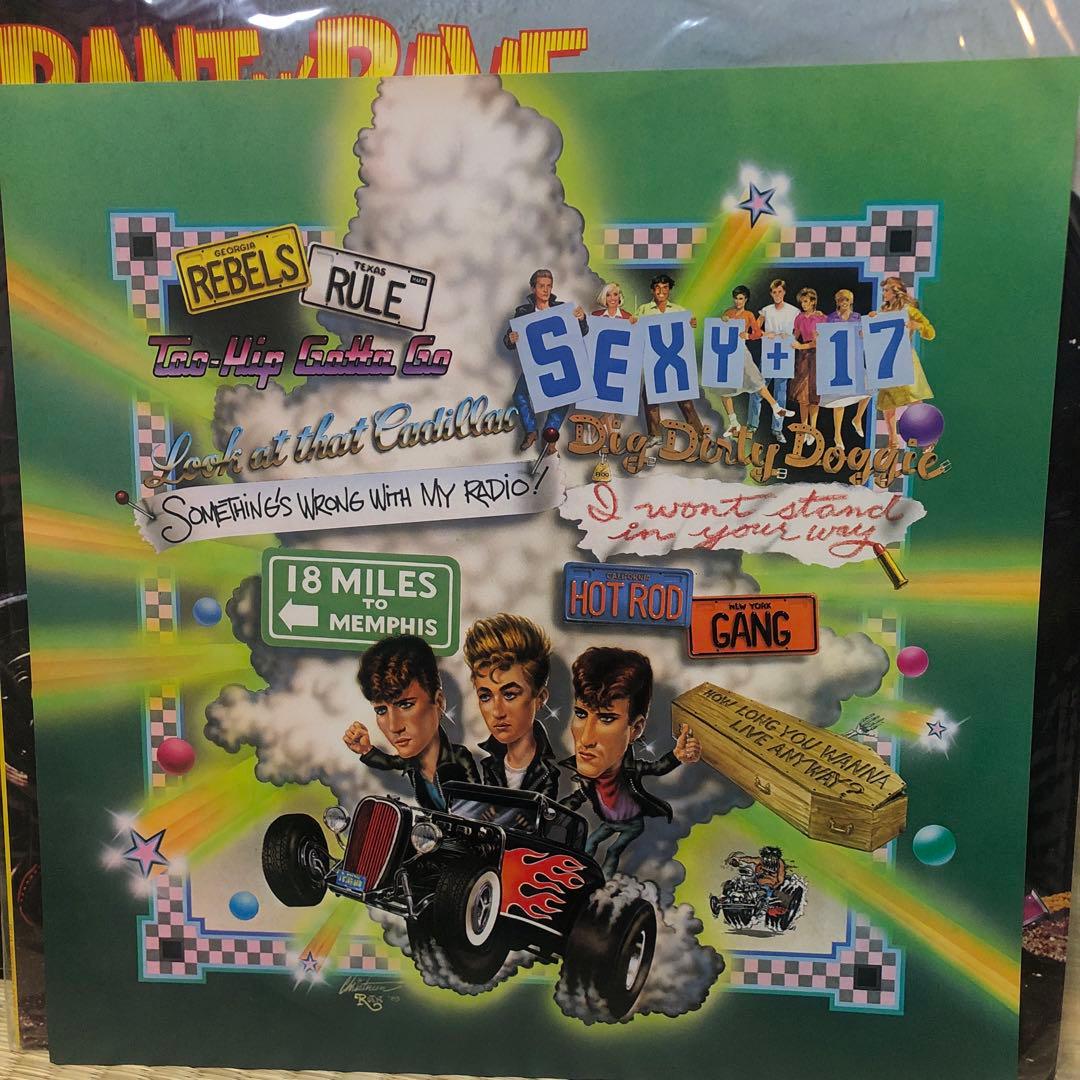 RANT N' RAVE
GEORGIA
REBELS
TEXAS
RULE
Too-Hip Gotta Go
SEXY + 17
Look at that Cadillac
Dig Dirty Doggie
SOMETHING'S WRONG WITH MY RADIO!
I wont stand
in your way
18 MILES
TO
MEMPHIS
CALIFORNIA
HOT ROD
NEW YORK
GANG
HOW LONG YOU WANNA
LIVE ANYWAY?